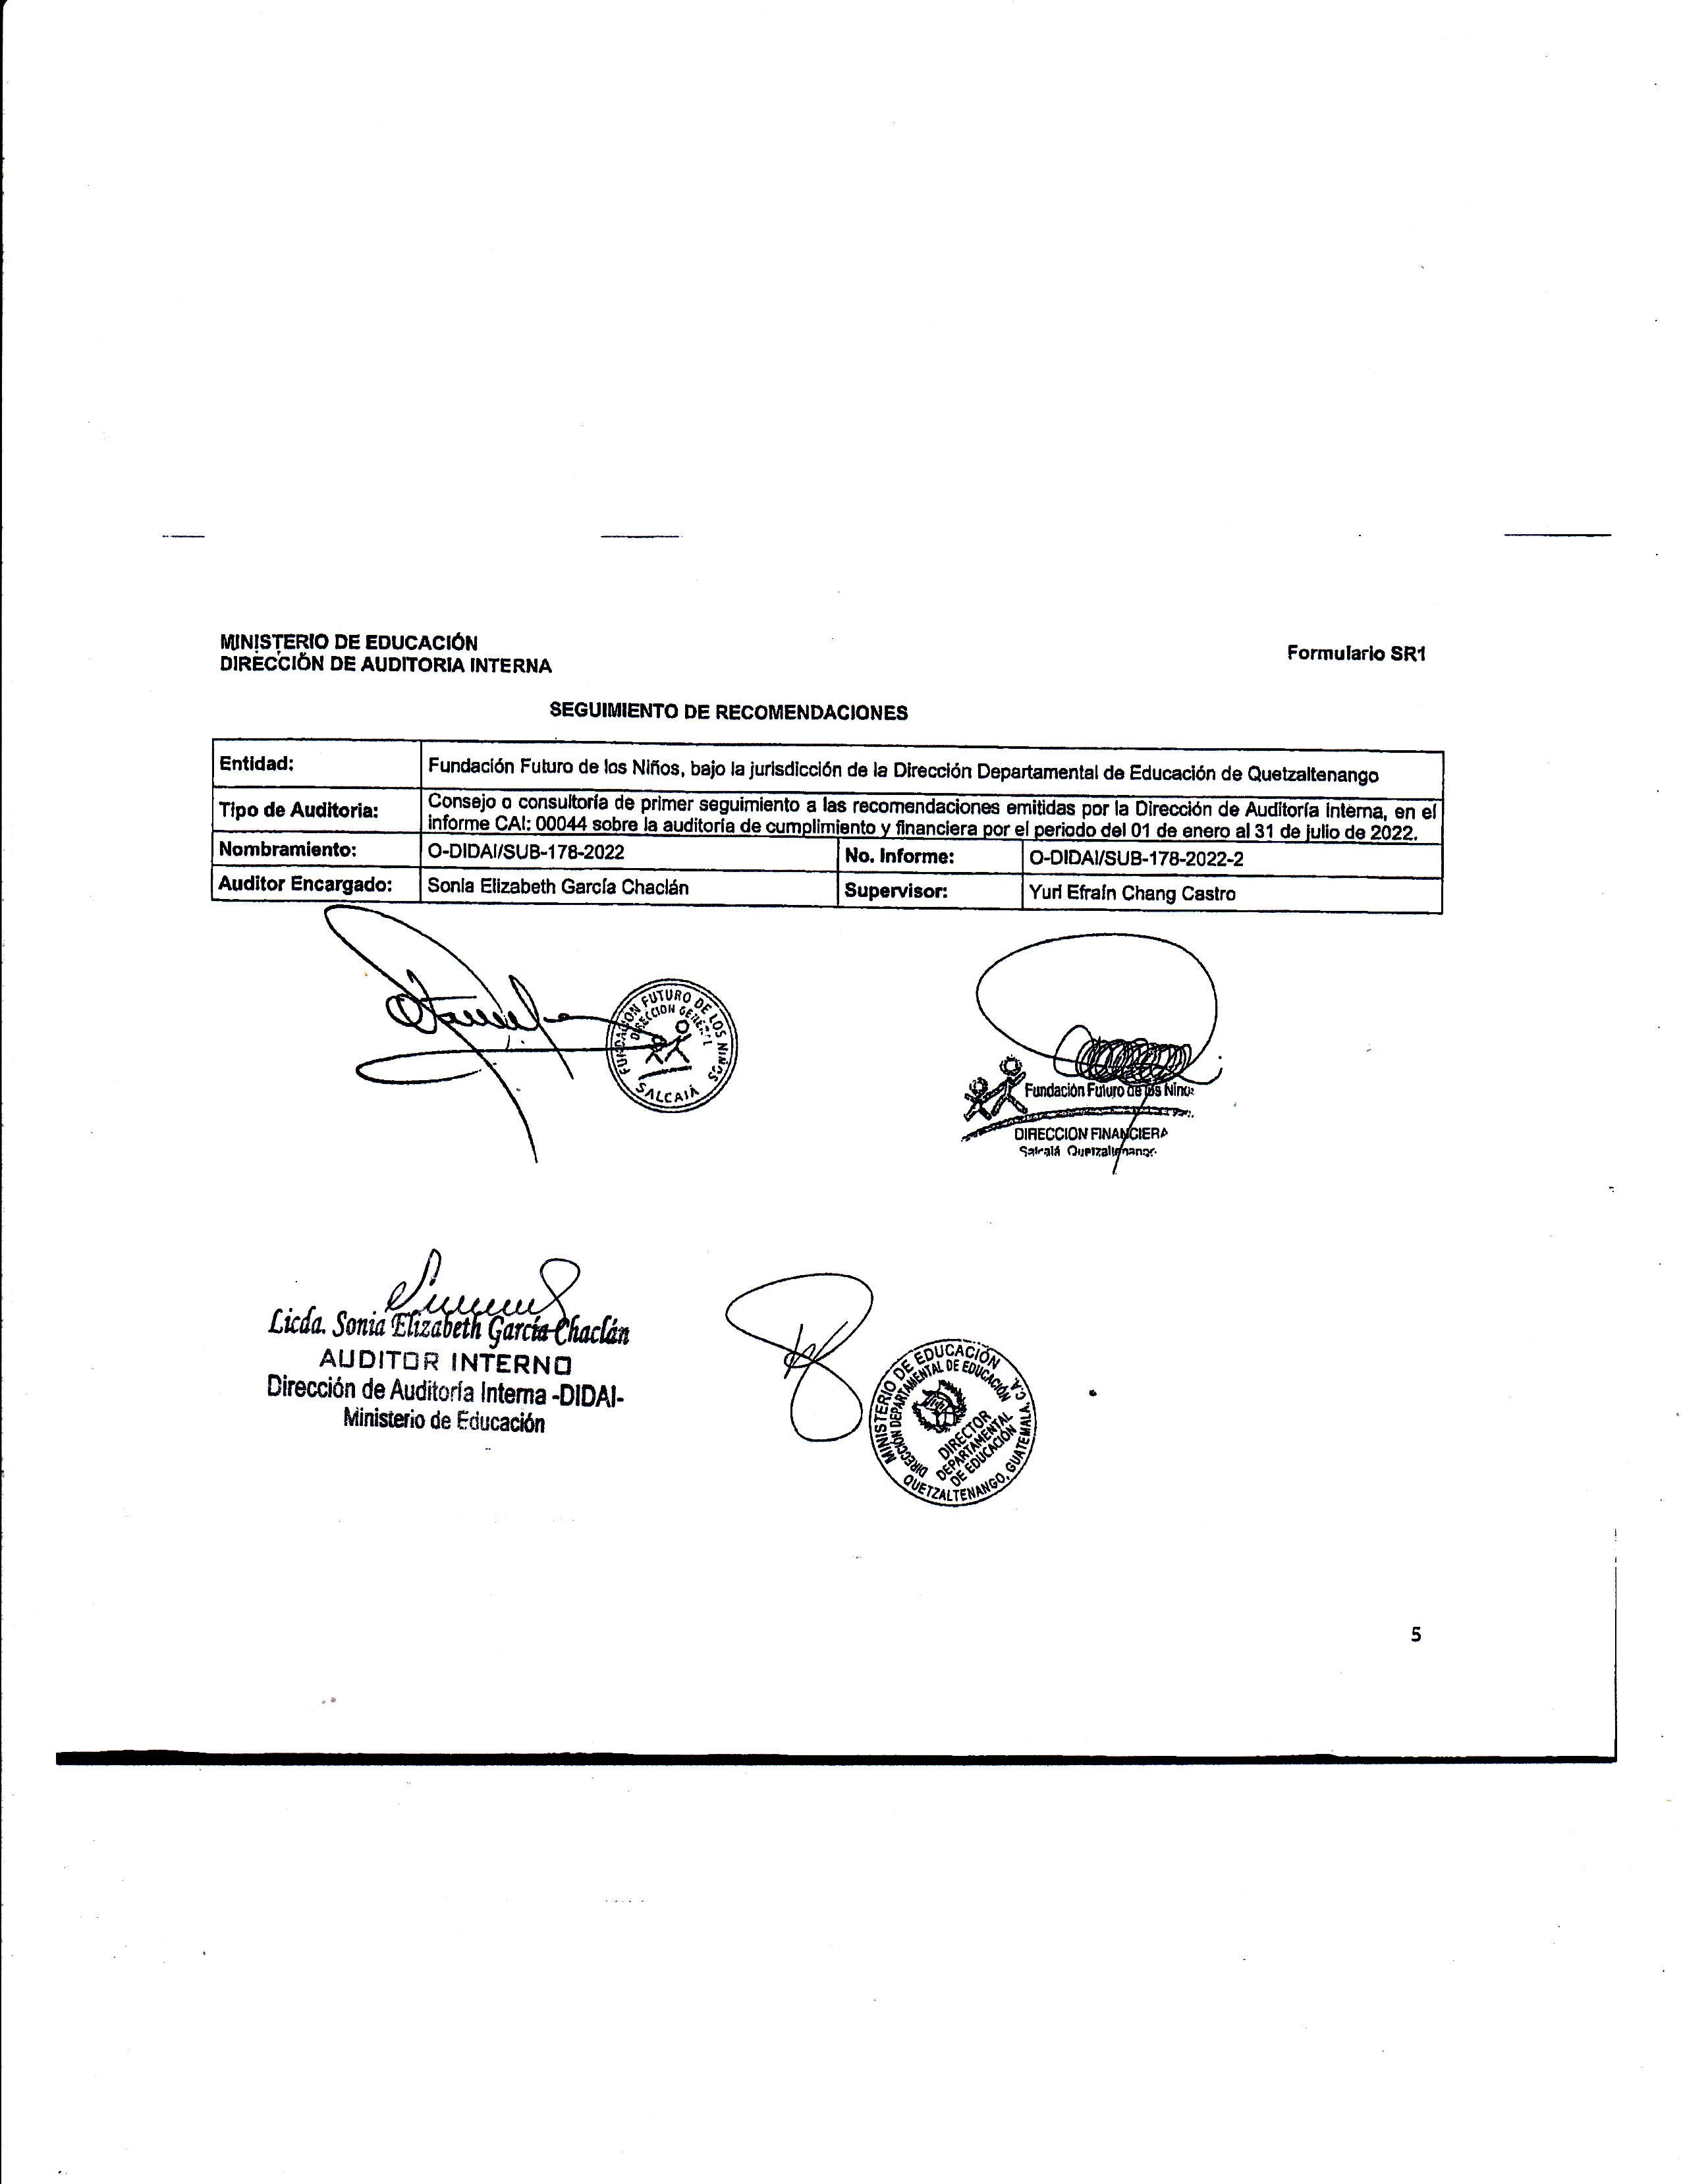 MINISTERIO DE EDUCACIÓN
DIRECCIÓN DE AUDITORIA INTERNA
Formulario SR1
SEGUIMIENTO DE RECOMENDACIONES
Entidad: Fundación Futuro de los Niños, bajo la jurisdicción de la Dirección Departamental de Educación de Quetzaltenango
Tipo de Auditoria: Consejo o consultoría de primer seguimiento a las recomendaciones emitidas por la Dirección de Auditoría Interna, en el
informe CAI: 00044 sobre la auditoría de cumplimiento y financiera por el periodo del 01 de enero al 31 de julio de 2022.
Nombramiento: O-DIDAI/SUB-178-2022 No. Informe: O-DIDAI/SUB-178-2022-2
Auditor Encargado: Sonia Elizabeth García Chaclán Supervisor: Yuri Efraín Chang Castro
FUNDACION FUTURO DE LOS NIÑOS
DIRECCION GENERAL
SALCAJÁ
Fundación Futuro de los Niños
DIRECCION FINANCIERA
Salcajá Quetzaltenango
Licda. Sonia Elizabeth García Chaclán
AUDITOR INTERNO
Dirección de Auditoría Interna -DIDAI-
Ministerio de Educación
MINISTERIO DE EDUCACIÓN
DIRECCIÓN DEPARTAMENTAL DE EDUCACIÓN
DIRECTOR
DEPARTAMENTAL
DE EDUCACIÓN
QUETZALTENANGO, GUATEMALA, C.A.
5